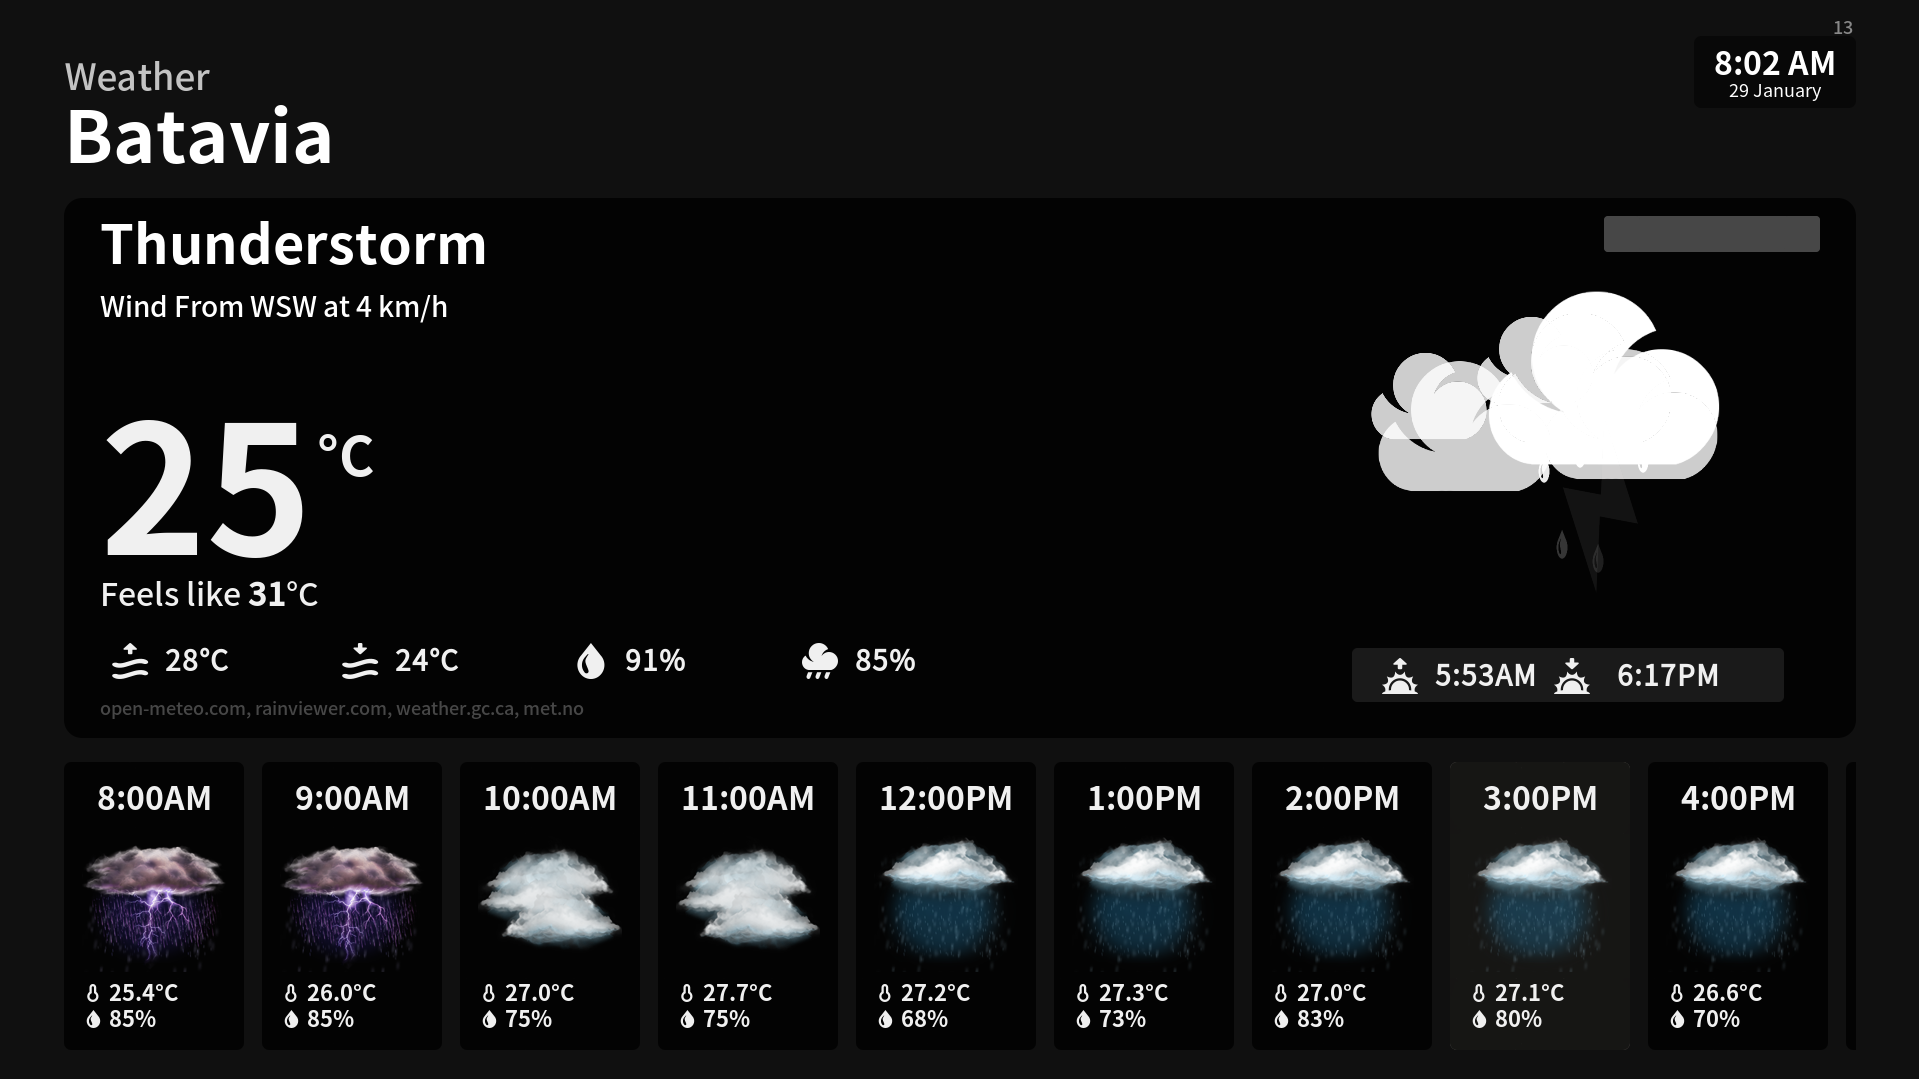 13
Weather
8:02 AM
29 January
Batavia
Thunderstorm
Wind From WSW at 4 km/h
25 °C
Feels like 31°C
28°C 24°C 91% 85%
5:53AM 6:17PM
open-meteo.com, rainviewer.com, weather.gc.ca, met.no
8:00AM 9:00AM 10:00AM 11:00AM 12:00PM 1:00PM 2:00PM 3:00PM 4:00PM
25.4°C 26.0°C 27.0°C 27.7°C 27.2°C 27.3°C 27.0°C 27.1°C 26.6°C
85% 85% 75% 75% 68% 73% 83% 80% 70%